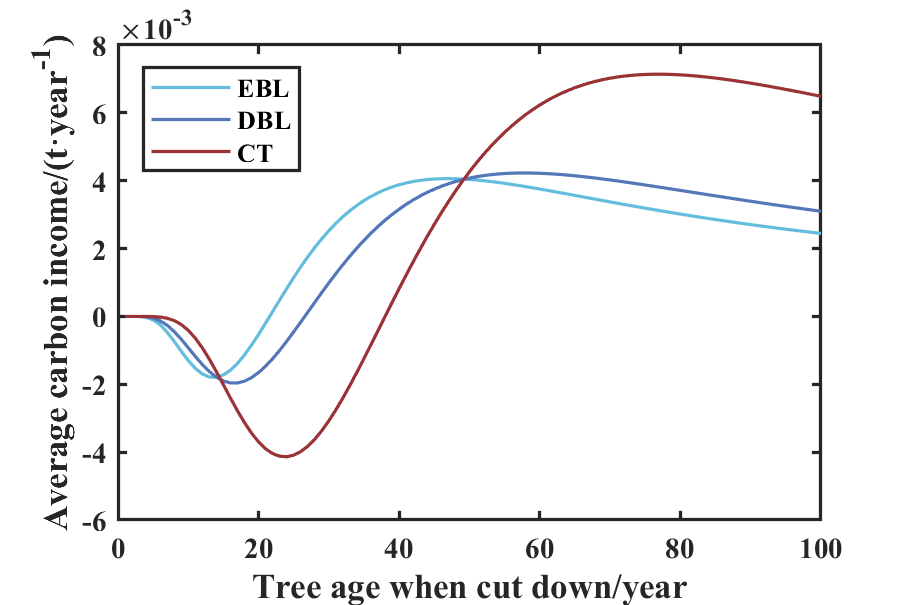 ×10⁻³
Average carbon income/(t·year⁻¹)
8
6
4
2
0
-2
-4
-6
EBL
DBL
CT
0 20 40 60 80 100
Tree age when cut down/year